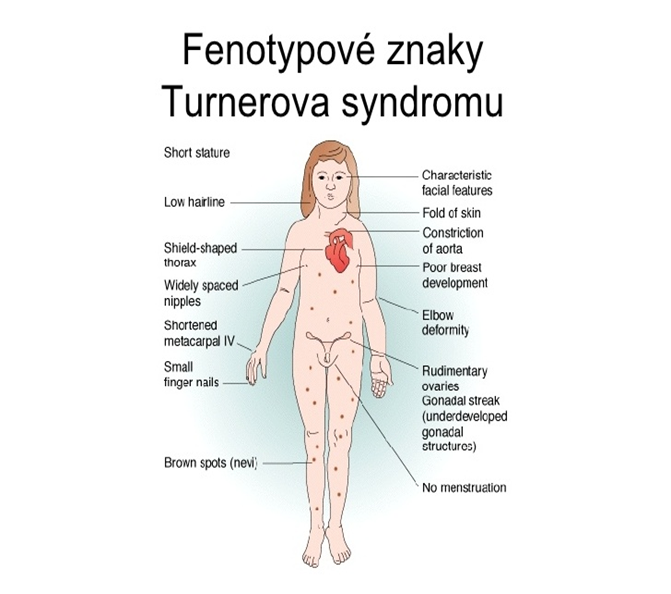 Fenotypové znaky
Turnerova syndromu
Short stature
Low hairline
Shield-shaped
thorax
Widely spaced
nipples
Shortened
metacarpal IV
Small
finger nails
Brown spots (nevi)
Characteristic
facial features
Fold of skin
Constriction
of aorta
Poor breast
development
Elbow
deformity
Rudimentary
ovaries
Gonadal streak
(underdeveloped
gonadal
structures)
No menstruation